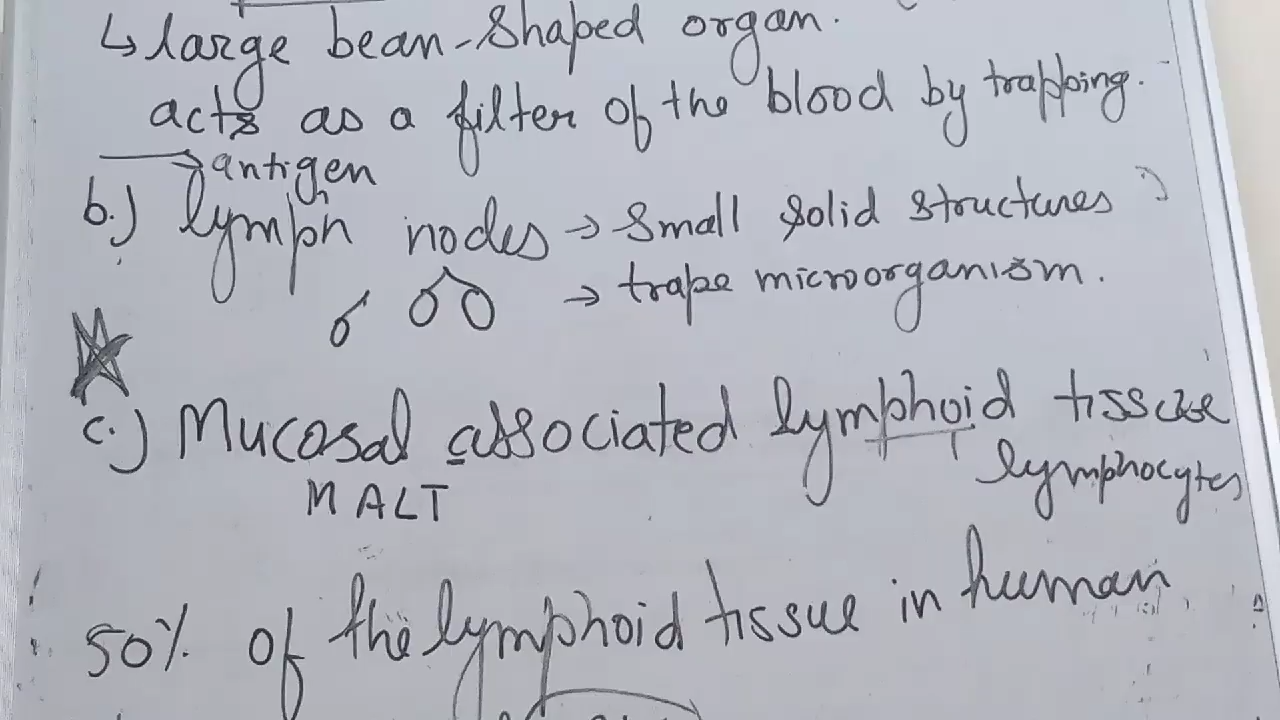 ↳ large bean-shaped organ.
acts as a filter of the blood by trapping.
→ antigen
b.) lymph nodes → Small solid structures
→ trape microorganism.
c.) Mucosal associated lymphoid tissue
lymphocytes
MALT
50% of the lymphoid tissue in human